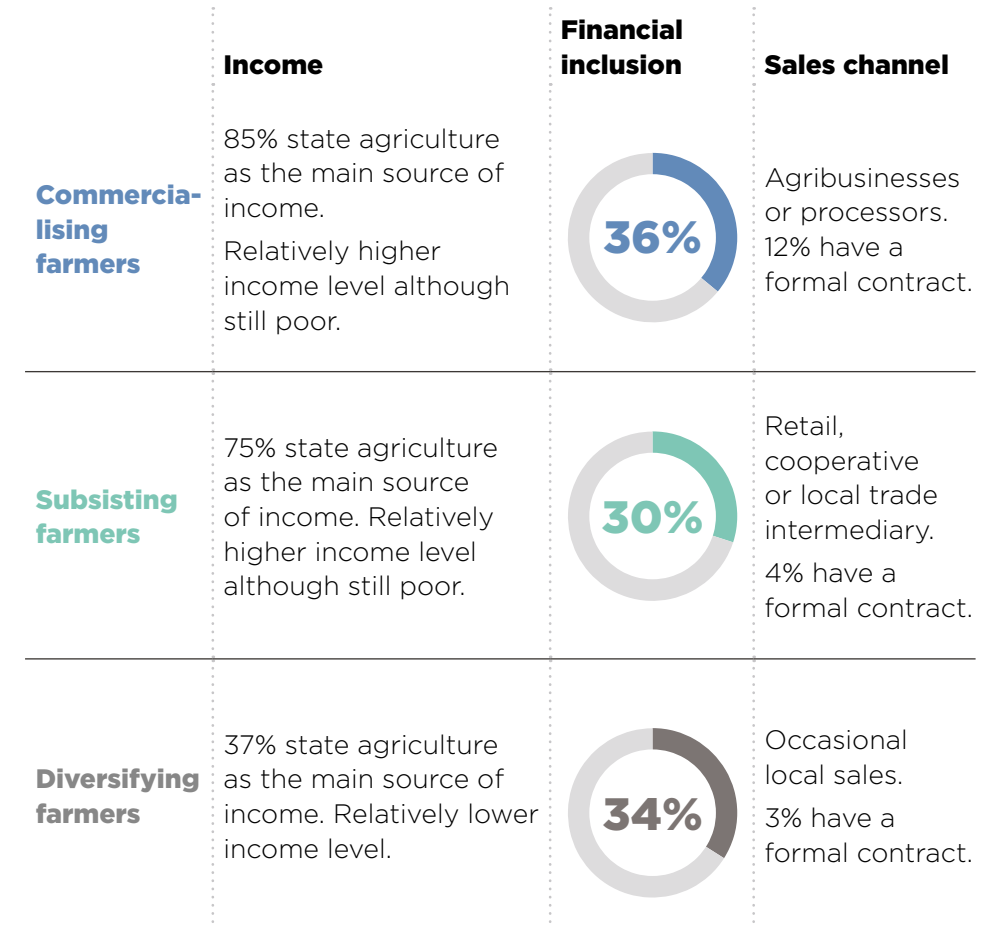 Income
Financial
inclusion
Sales channel
Commercia-
lising
farmers
85% state agriculture
as the main source of
income.
Relatively higher
income level although
still poor.
36%
Agribusinesses
or processors.
12% have a
formal contract.
Subsisting
farmers
75% state agriculture
as the main source
of income. Relatively
higher income level
although still poor.
30%
Retail,
cooperative
or local trade
intermediary.
4% have a
formal contract.
Diversifying
farmers
37% state agriculture
as the main source of
income. Relatively lower
income level.
34%
Occasional
local sales.
3% have a
formal contract.